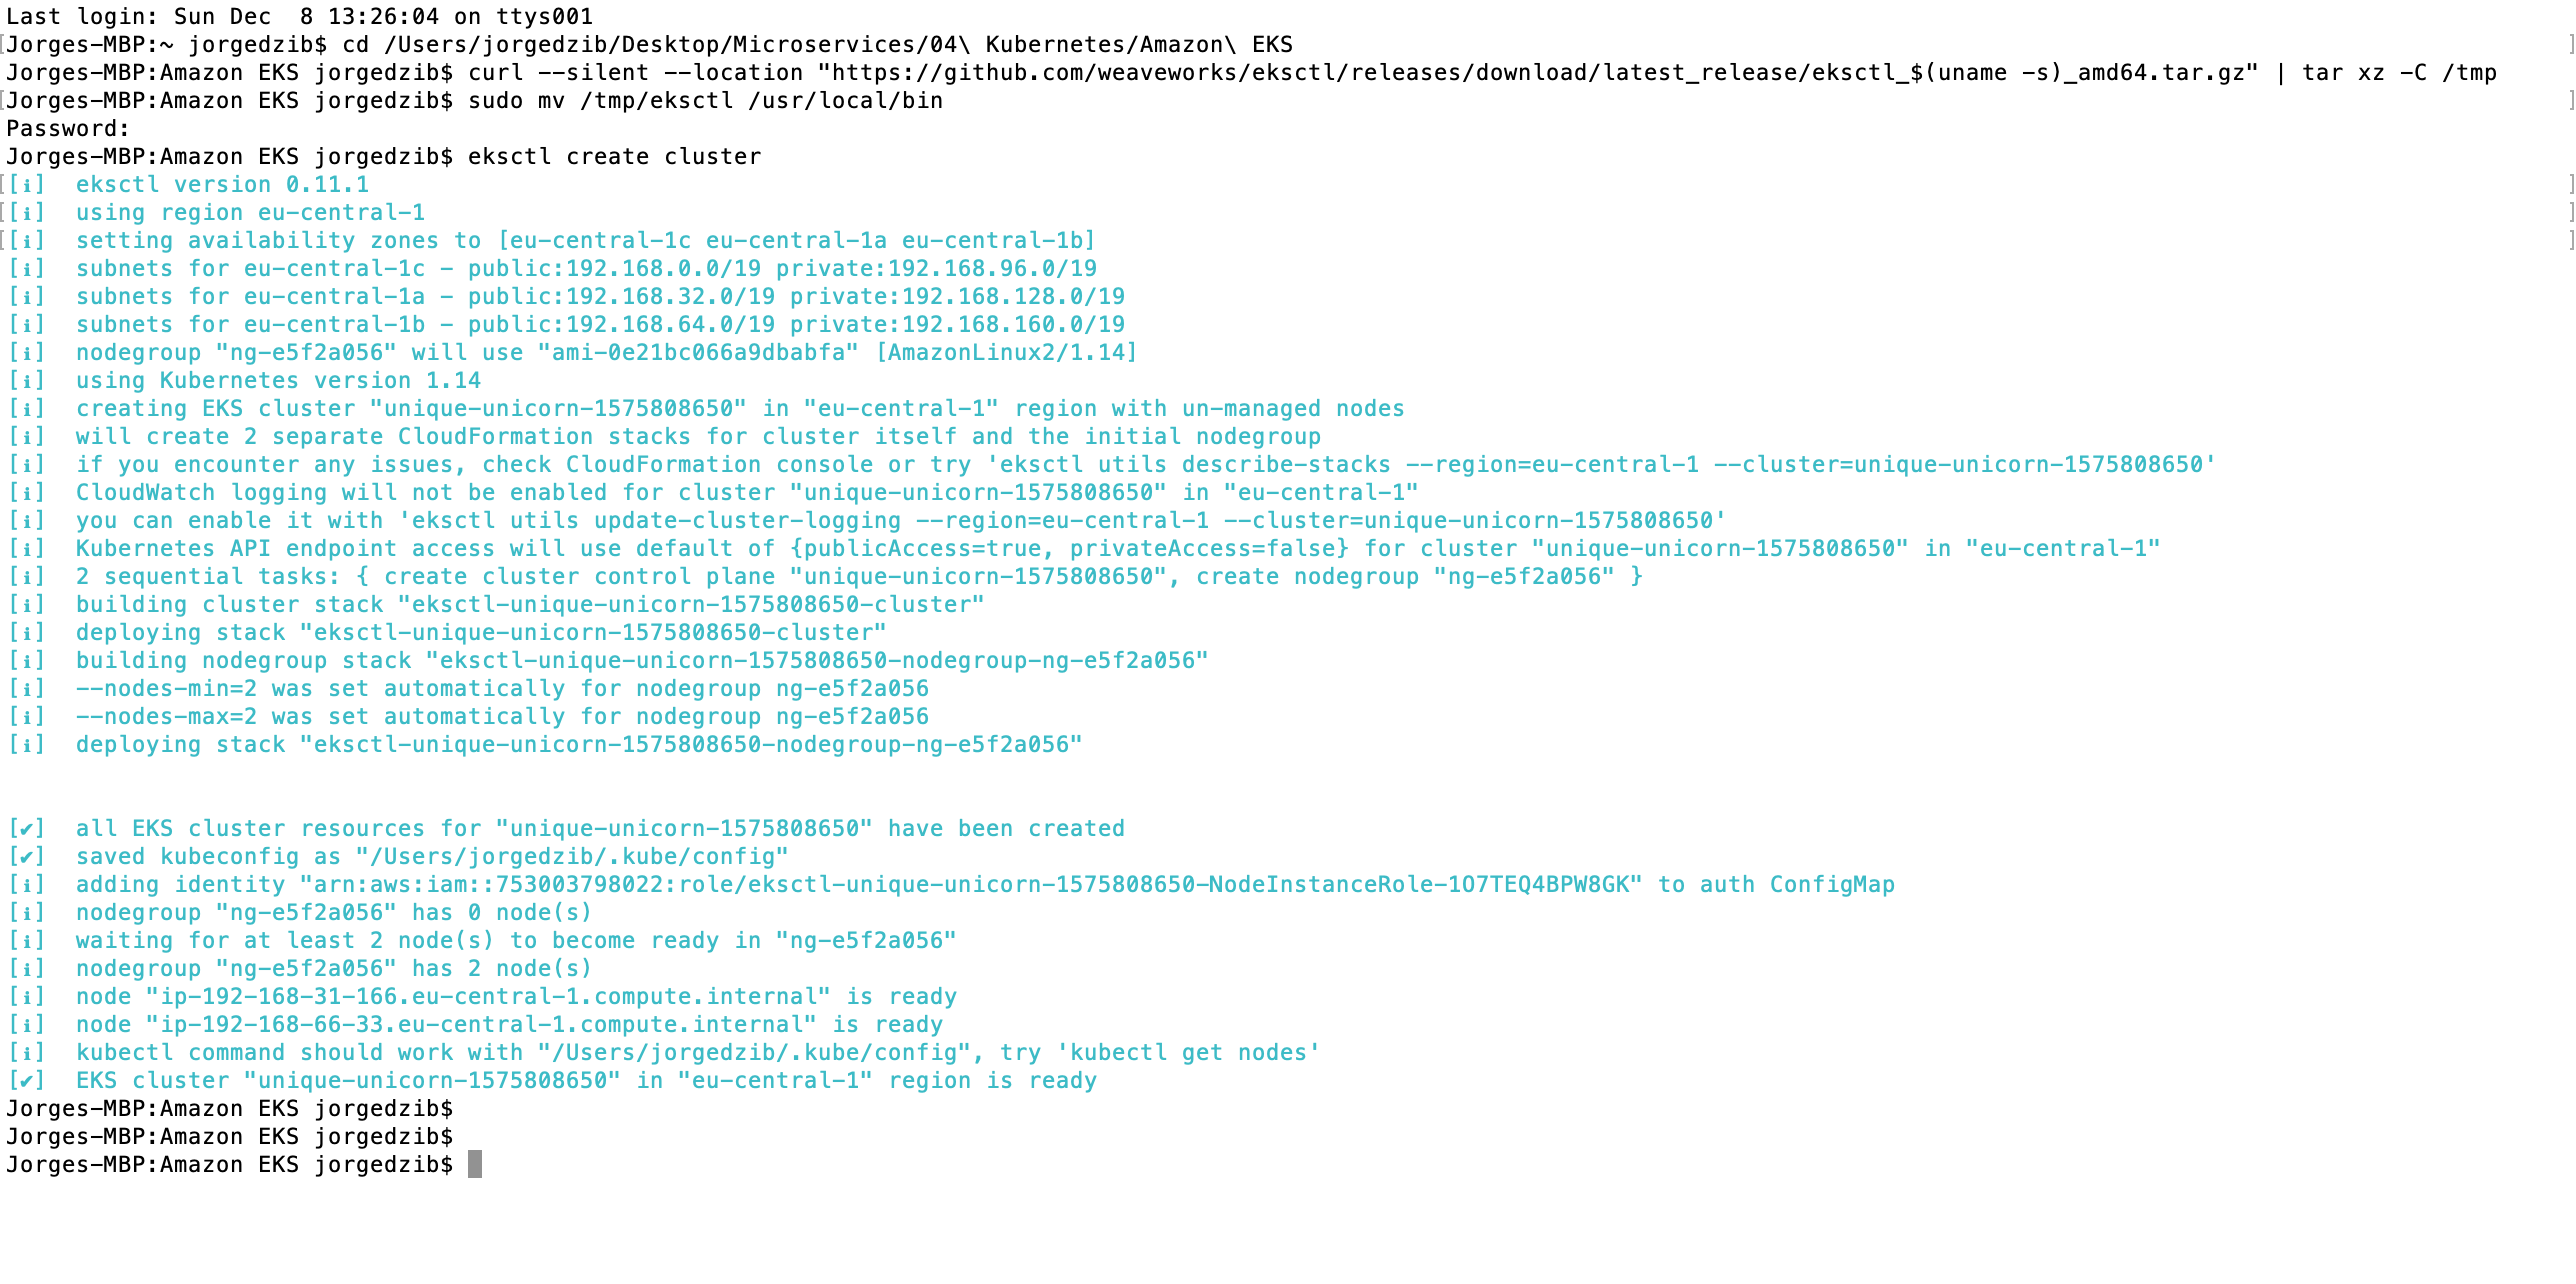 Last login: Sun Dec  8 13:26:04 on ttys001
Jorges-MBP:~ jorgedzib$ cd /Users/jorgedzib/Desktop/Microservices/04\ Kubernetes/Amazon\ EKS
Jorges-MBP:Amazon EKS jorgedzib$ curl --silent --location "https://github.com/weaveworks/eksctl/releases/download/latest_release/eksctl_$(uname -s)_amd64.tar.gz" | tar xz -C /tmp
Jorges-MBP:Amazon EKS jorgedzib$ sudo mv /tmp/eksctl /usr/local/bin
Password:
Jorges-MBP:Amazon EKS jorgedzib$ eksctl create cluster
[ℹ]  eksctl version 0.11.1
[ℹ]  using region eu-central-1
[ℹ]  setting availability zones to [eu-central-1c eu-central-1a eu-central-1b]
[ℹ]  subnets for eu-central-1c - public:192.168.0.0/19 private:192.168.96.0/19
[ℹ]  subnets for eu-central-1a - public:192.168.32.0/19 private:192.168.128.0/19
[ℹ]  subnets for eu-central-1b - public:192.168.64.0/19 private:192.168.160.0/19
[ℹ]  nodegroup "ng-e5f2a056" will use "ami-0e21bc066a9dbabfa" [AmazonLinux2/1.14]
[ℹ]  using Kubernetes version 1.14
[ℹ]  creating EKS cluster "unique-unicorn-1575808650" in "eu-central-1" region with un-managed nodes
[ℹ]  will create 2 separate CloudFormation stacks for cluster itself and the initial nodegroup
[ℹ]  if you encounter any issues, check CloudFormation console or try 'eksctl utils describe-stacks --region=eu-central-1 --cluster=unique-unicorn-1575808650'
[ℹ]  CloudWatch logging will not be enabled for cluster "unique-unicorn-1575808650" in "eu-central-1"
[ℹ]  you can enable it with 'eksctl utils update-cluster-logging --region=eu-central-1 --cluster=unique-unicorn-1575808650'
[ℹ]  Kubernetes API endpoint access will use default of {publicAccess=true, privateAccess=false} for cluster "unique-unicorn-1575808650" in "eu-central-1"
[ℹ]  2 sequential tasks: { create cluster control plane "unique-unicorn-1575808650", create nodegroup "ng-e5f2a056" }
[ℹ]  building cluster stack "eksctl-unique-unicorn-1575808650-cluster"
[ℹ]  deploying stack "eksctl-unique-unicorn-1575808650-cluster"
[ℹ]  building nodegroup stack "eksctl-unique-unicorn-1575808650-nodegroup-ng-e5f2a056"
[ℹ]  --nodes-min=2 was set automatically for nodegroup ng-e5f2a056
[ℹ]  --nodes-max=2 was set automatically for nodegroup ng-e5f2a056
[ℹ]  deploying stack "eksctl-unique-unicorn-1575808650-nodegroup-ng-e5f2a056"
[✔]  all EKS cluster resources for "unique-unicorn-1575808650" have been created
[✔]  saved kubeconfig as "/Users/jorgedzib/.kube/config"
[ℹ]  adding identity "arn:aws:iam::753003798022:role/eksctl-unique-unicorn-1575808650-NodeInstanceRole-1O7TEQ4BPW8GK" to auth ConfigMap
[ℹ]  nodegroup "ng-e5f2a056" has 0 node(s)
[ℹ]  waiting for at least 2 node(s) to become ready in "ng-e5f2a056"
[ℹ]  nodegroup "ng-e5f2a056" has 2 node(s)
[ℹ]  node "ip-192-168-31-166.eu-central-1.compute.internal" is ready
[ℹ]  node "ip-192-168-66-33.eu-central-1.compute.internal" is ready
[ℹ]  kubectl command should work with "/Users/jorgedzib/.kube/config", try 'kubectl get nodes'
[✔]  EKS cluster "unique-unicorn-1575808650" in "eu-central-1" region is ready
Jorges-MBP:Amazon EKS jorgedzib$
Jorges-MBP:Amazon EKS jorgedzib$
Jorges-MBP:Amazon EKS jorgedzib$